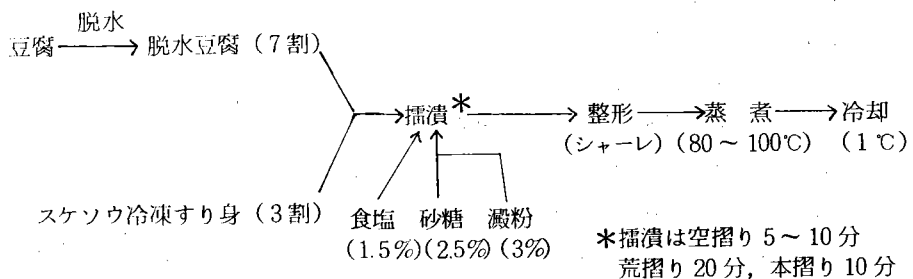 脱水
豆腐 脱水豆腐(7割)
擂潰* 整形 蒸煮 冷却
(シャーレ)(80~100℃)(1℃)
スケソウ冷凍すり身(3割)
食塩 砂糖 澱粉
(1.5%)(2.5%)(3%)
*擂潰は空摺り5~10分
荒摺り20分,本摺り10分